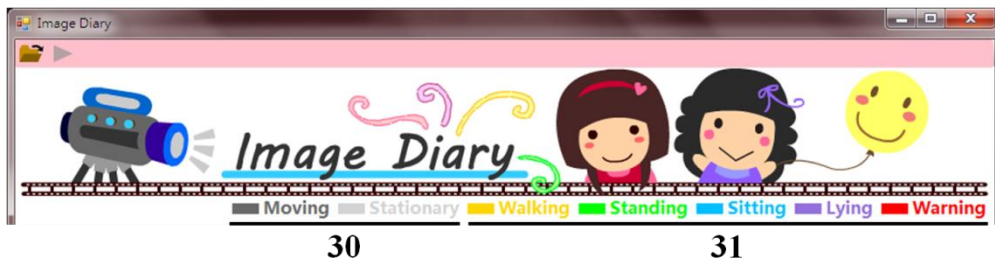 Image Diary
Image Diary
Moving Stationary Walking Standing Sitting Lying Warning
30 31